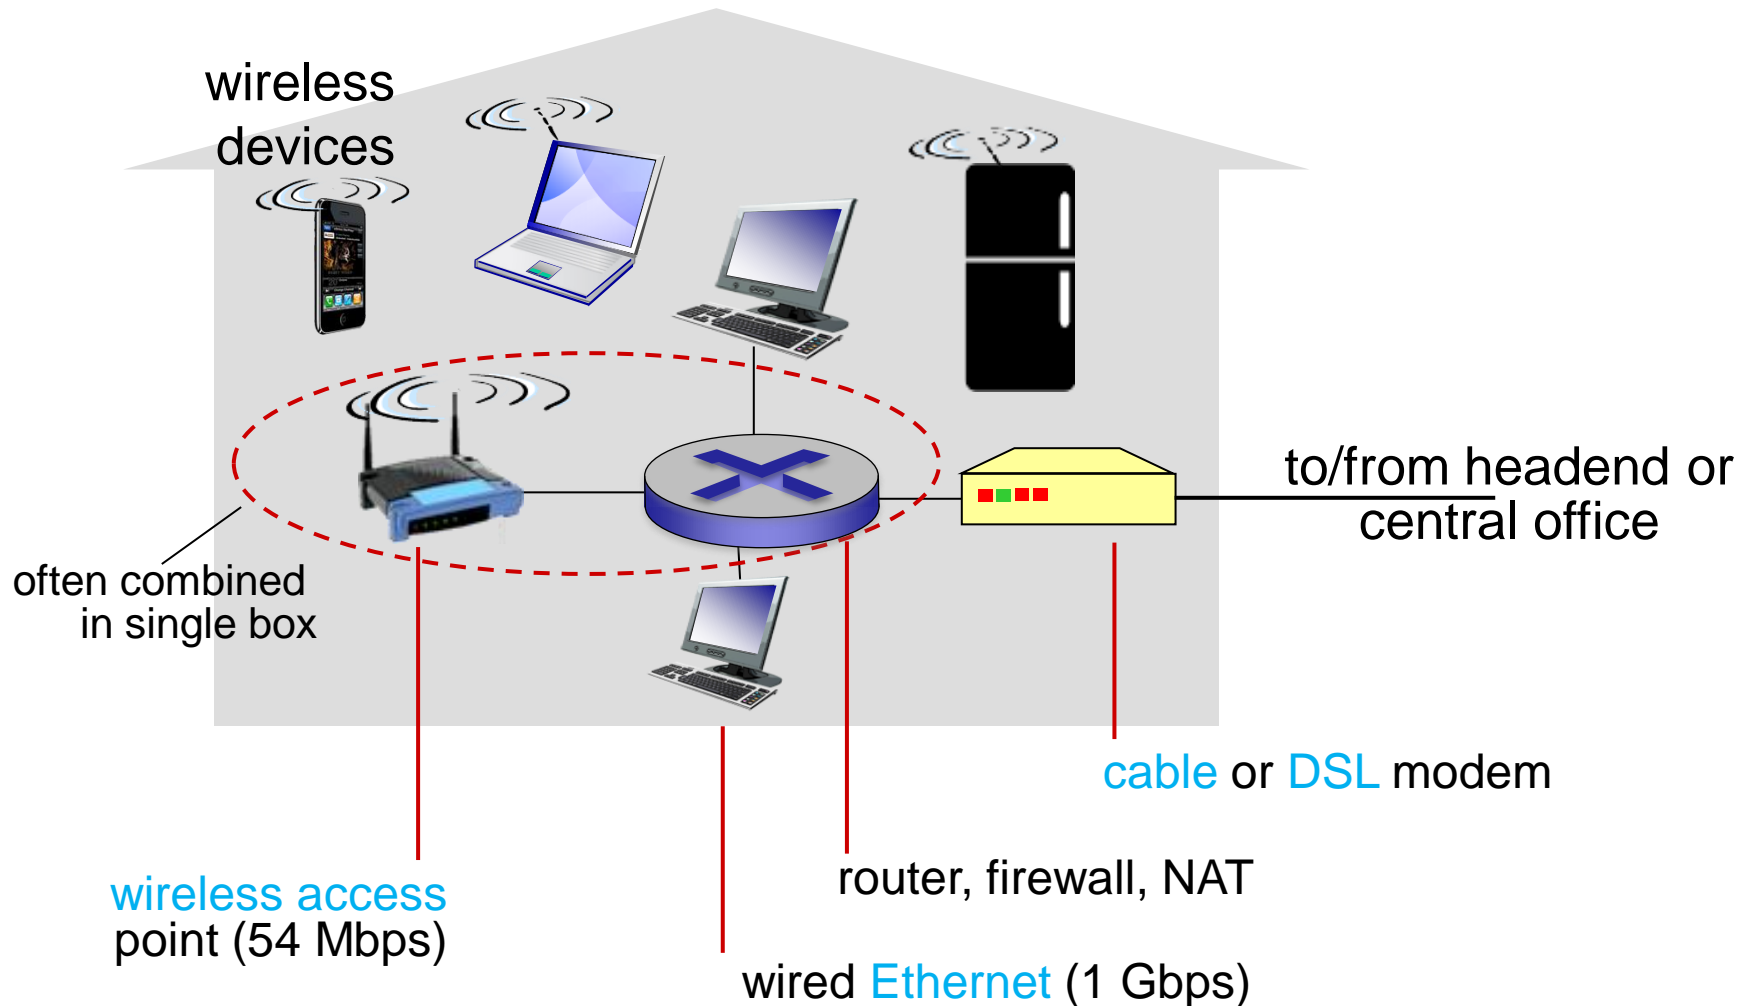 wireless
devices
to/from headend or
central office
often combined
in single box
cable or DSL modem
router, firewall, NAT
wireless access
point (54 Mbps)
wired Ethernet (1 Gbps)